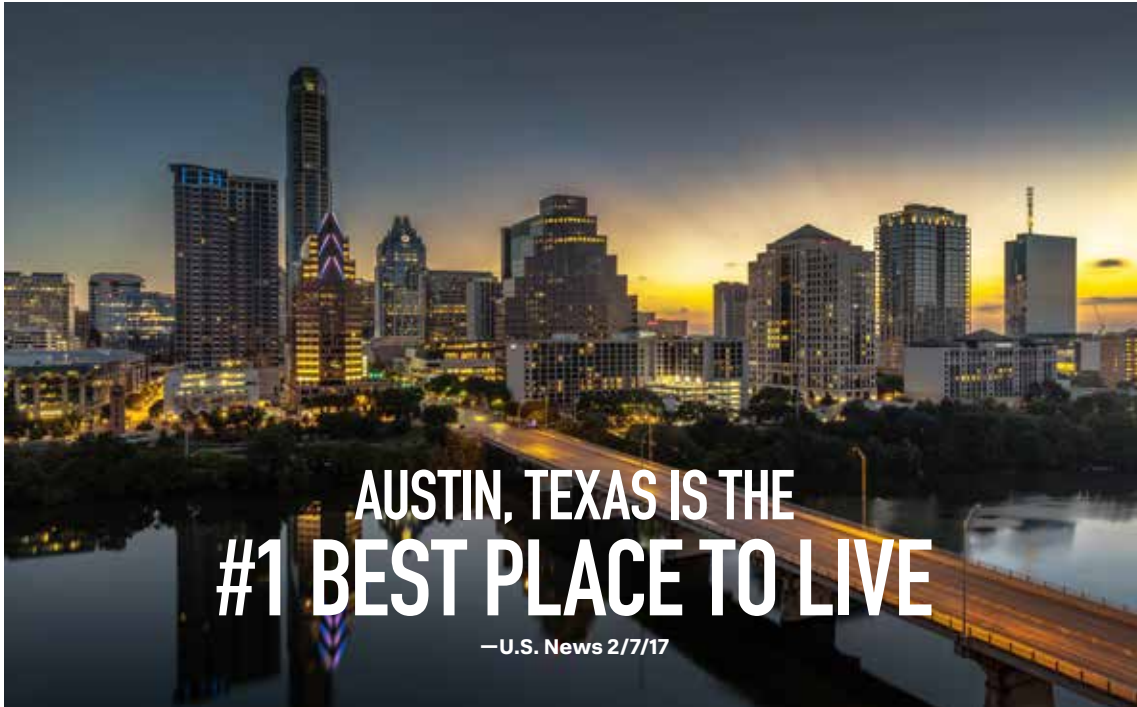 AUSTIN, TEXAS IS THE
#1 BEST PLACE TO LIVE
—U.S. News 2/7/17